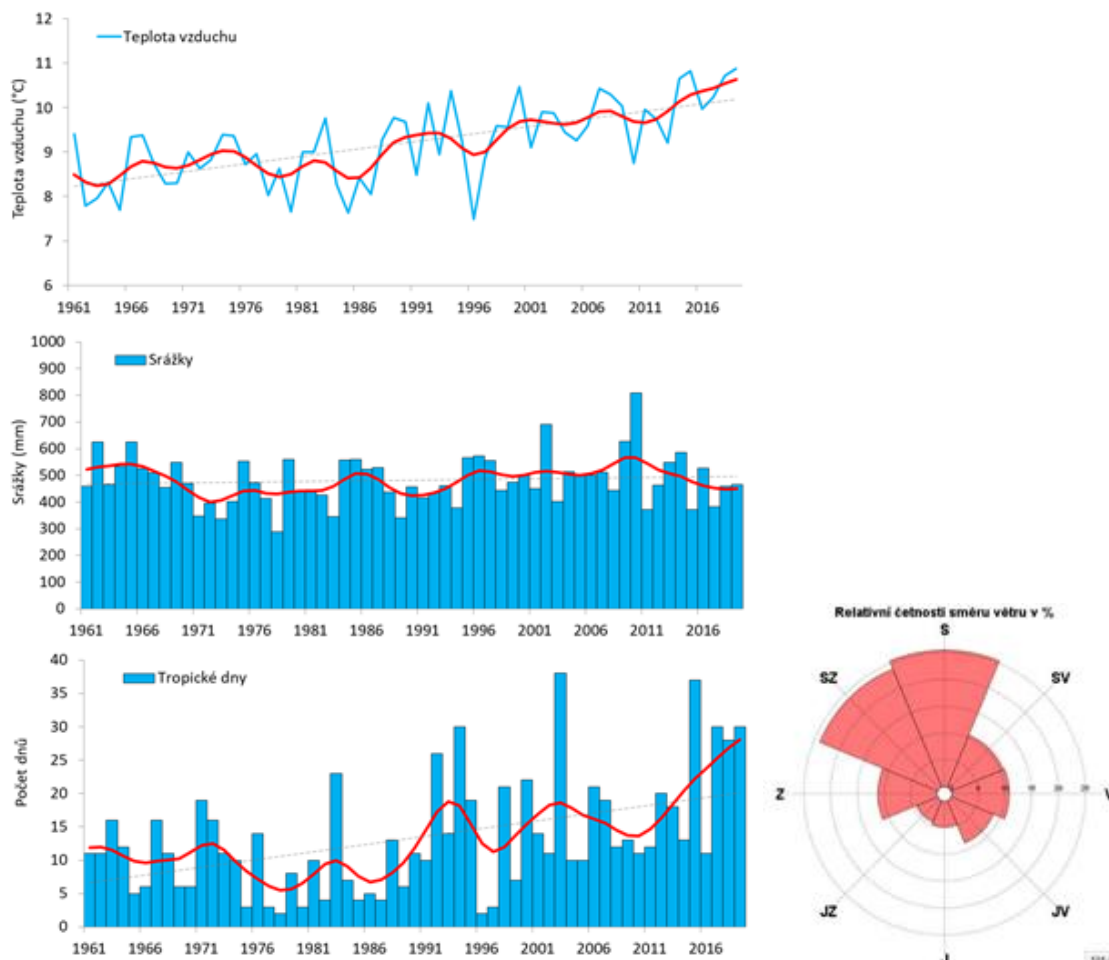 Teplota vzduchu
Teplota vzduchu (°C)
12
11
10
9
8
7
6
1961 1966 1971 1976 1981 1986 1991 1996 2001 2006 2011 2016
Srážky
Srážky (mm)
1000
900
800
700
600
500
400
300
200
100
0
1961 1966 1971 1976 1981 1986 1991 1996 2001 2006 2011 2016
Tropické dny
Počet dnů
40
35
30
25
20
15
10
5
0
1961 1966 1971 1976 1981 1986 1991 1996 2001 2006 2011 2016
Relativní četnosti směru větru v %
S
SZ
SV
Z
V
JZ
JV
J